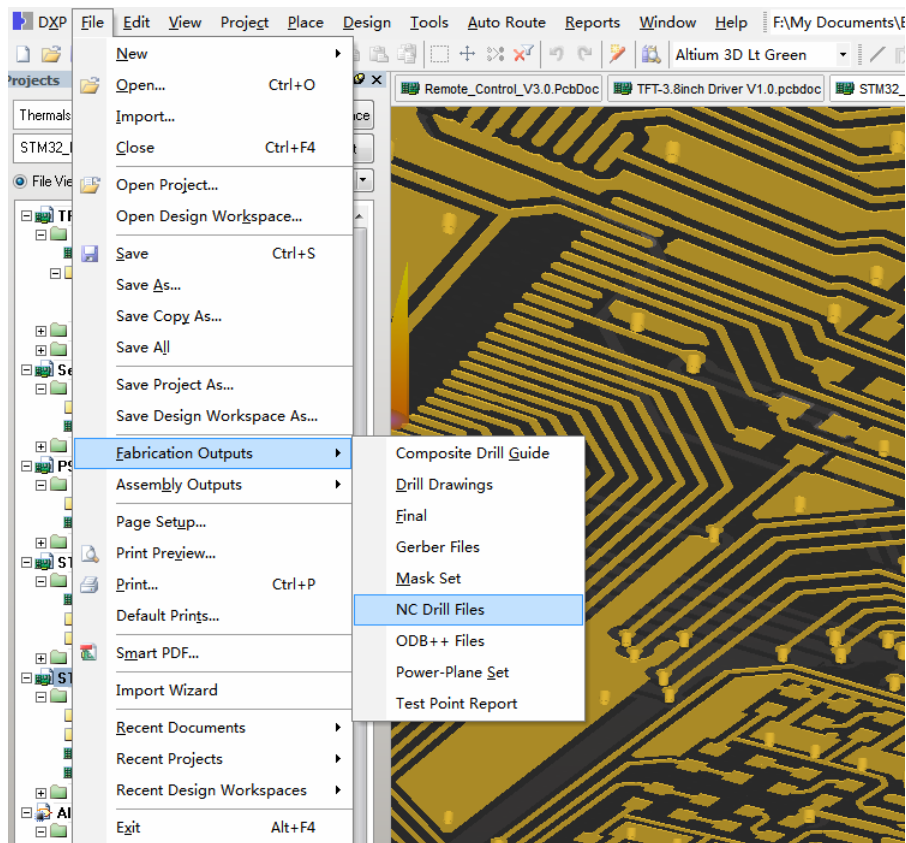 DXP File Edit View Project Place Design Tools Auto Route Reports Window Help F:\My Documents\
Altium 3D Lt Green
Projects
Remote_Control_V3.0.PcbDoc TFT-3.8inch Driver V1.0.pcbdoc STM32_
Thermals
STM32_
File Vie
New
Open... Ctrl+O
Import...
Close Ctrl+F4
Open Project...
Open Design Workspace...
Save Ctrl+S
Save As...
Save Copy As...
Save All
Save Project As...
Save Design Workspace As...
Fabrication Outputs
Assembly Outputs
Page Setup...
Print Preview...
Print... Ctrl+P
Default Prints...
Smart PDF...
Import Wizard
Recent Documents
Recent Projects
Recent Design Workspaces
Exit Alt+F4
Composite Drill Guide
Drill Drawings
Final
Gerber Files
Mask Set
NC Drill Files
ODB++ Files
Power-Plane Set
Test Point Report